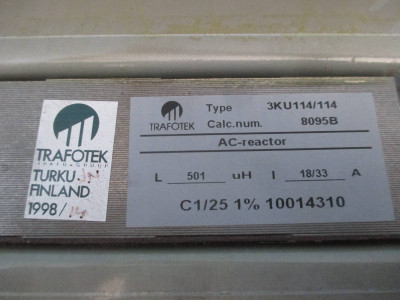 TRAFOTEK
TRAFOGROUP
TURKU
FINLAND
1998/
TRAFOTEK
Type 3KU114/114
Calc.num. 8095B
AC-reactor
L 501 uH I 18/33 A
C1/25 1% 10014310